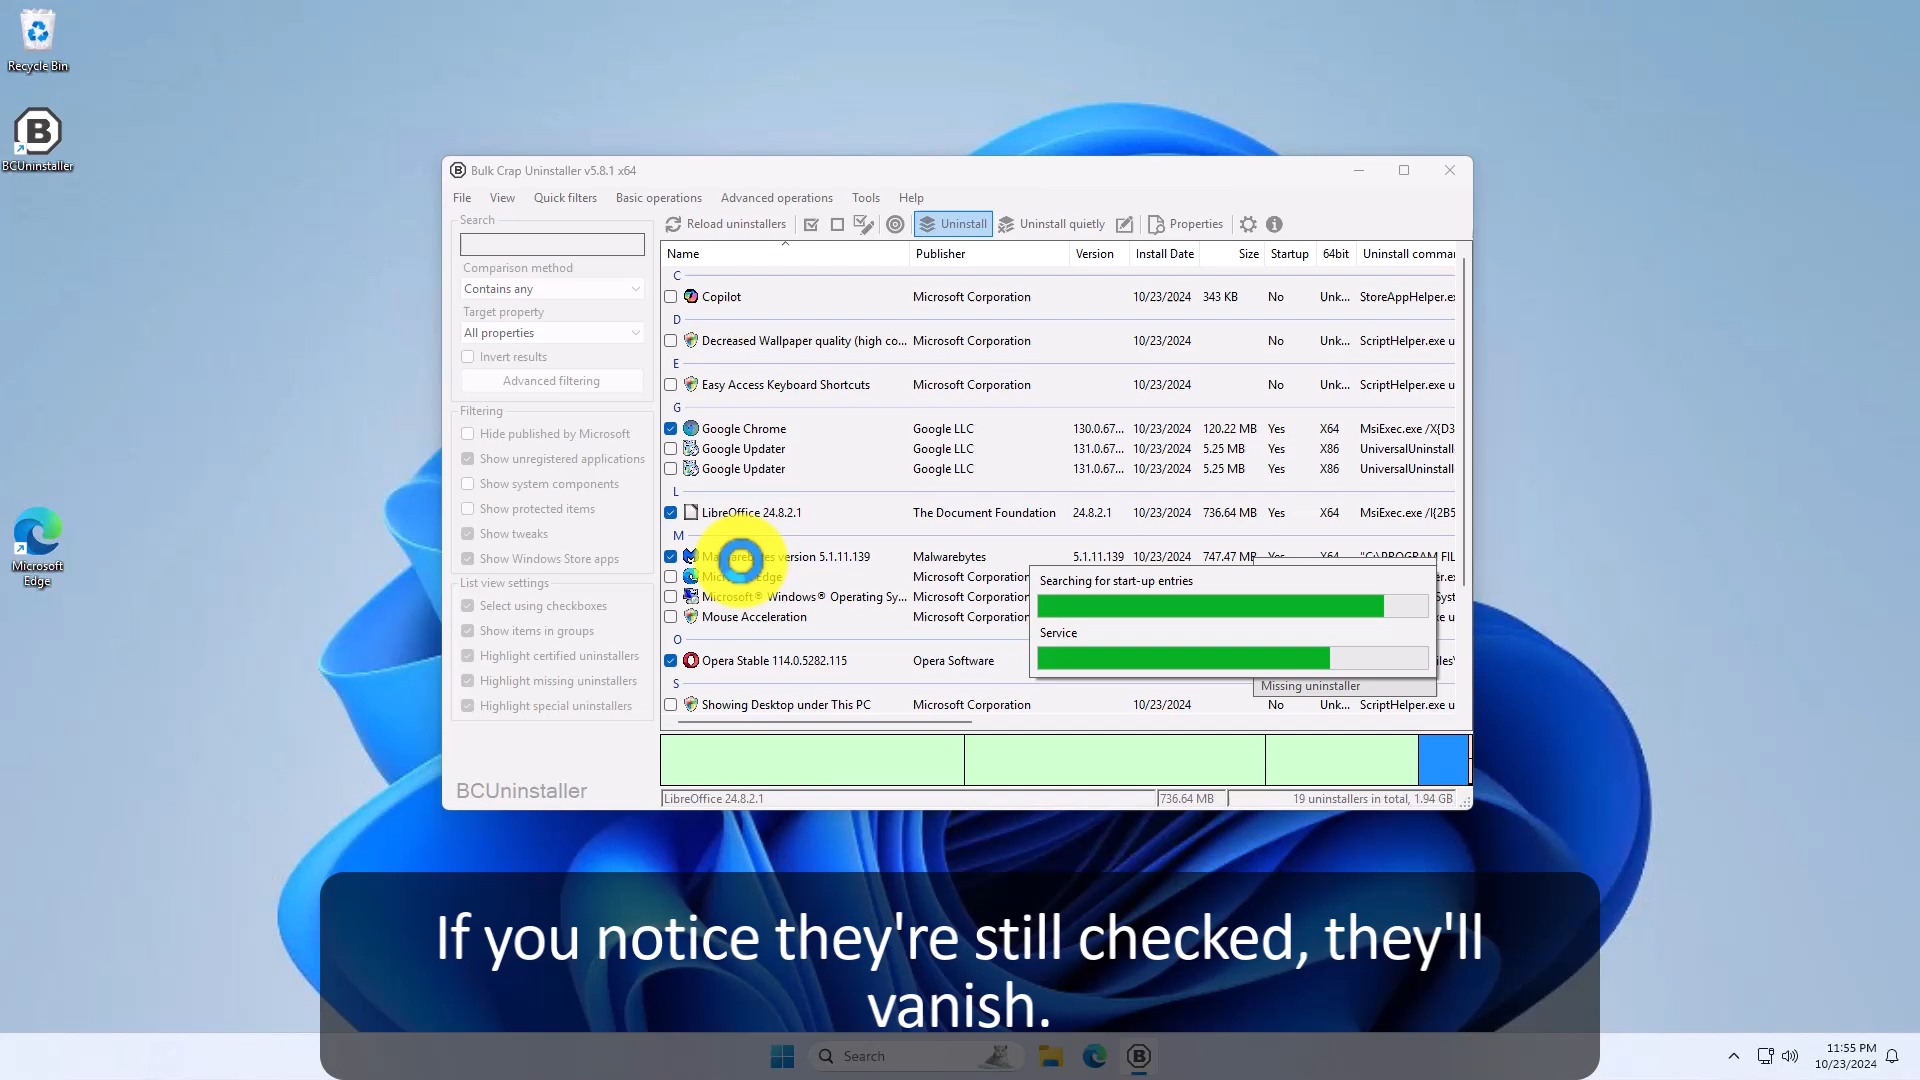 Recycle Bin
BCUninstaller
Microsoft
Edge
Bulk Crap Uninstaller v5.8.1 x64
File View Quick filters Basic operations Advanced operations Tools Help
Search
Comparison method
Contains any
Target property
All properties
Invert results
Advanced filtering
Filtering
Hide published by Microsoft
Show unregistered applications
Show system components
Show protected items
Show tweaks
Show Windows Store apps
List view settings
Select using checkboxes
Show items in groups
Highlight certified uninstallers
Highlight missing uninstallers
Highlight special uninstallers
BCUninstaller
Reload uninstallers Uninstall Uninstall quietly Properties
Name Publisher Version Install Date Size Startup 64bit Uninstall commar
C
Copilot Microsoft Corporation 10/23/2024 343 KB No Unk... StoreAppHelper.ex
D
Decreased Wallpaper quality (high co... Microsoft Corporation 10/23/2024 No Unk... ScriptHelper.exe u
E
Easy Access Keyboard Shortcuts Microsoft Corporation 10/23/2024 No Unk... ScriptHelper.exe u
G
Google Chrome Google LLC 130.0.67... 10/23/2024 120.22 MB Yes X64 MsiExec.exe /X{D3
Google Updater Google LLC 131.0.67... 10/23/2024 5.25 MB Yes X86 UniversalUninstall
Google Updater Google LLC 131.0.67... 10/23/2024 5.25 MB Yes X86 UniversalUninstall
L
LibreOffice 24.8.2.1 The Document Foundation 24.8.2.1 10/23/2024 736.64 MB Yes X64 MsiExec.exe /I{2B5
M
Malwarebytes version 5.1.11.139 Malwarebytes 5.1.11.139 10/23/2024 747.47 MB Yes X64 "C:\PROGRAM FIL
Microsoft Edge Microsoft Corporation er.ex
Microsoft® Windows® Operating Sy... Microsoft Corporation Syst
Mouse Acceleration Microsoft Corporation e u
O
Opera Stable 114.0.5282.115 Opera Software iles\
S
Showing Desktop under This PC Microsoft Corporation 10/23/2024 No Unk... ScriptHelper.exe u
Searching for start-up entries
Service
Missing uninstaller
LibreOffice 24.8.2.1 736.64 MB 19 uninstallers in total, 1.94 GB
If you notice they're still checked, they'll
vanish.
Search
11:55 PM
10/23/2024